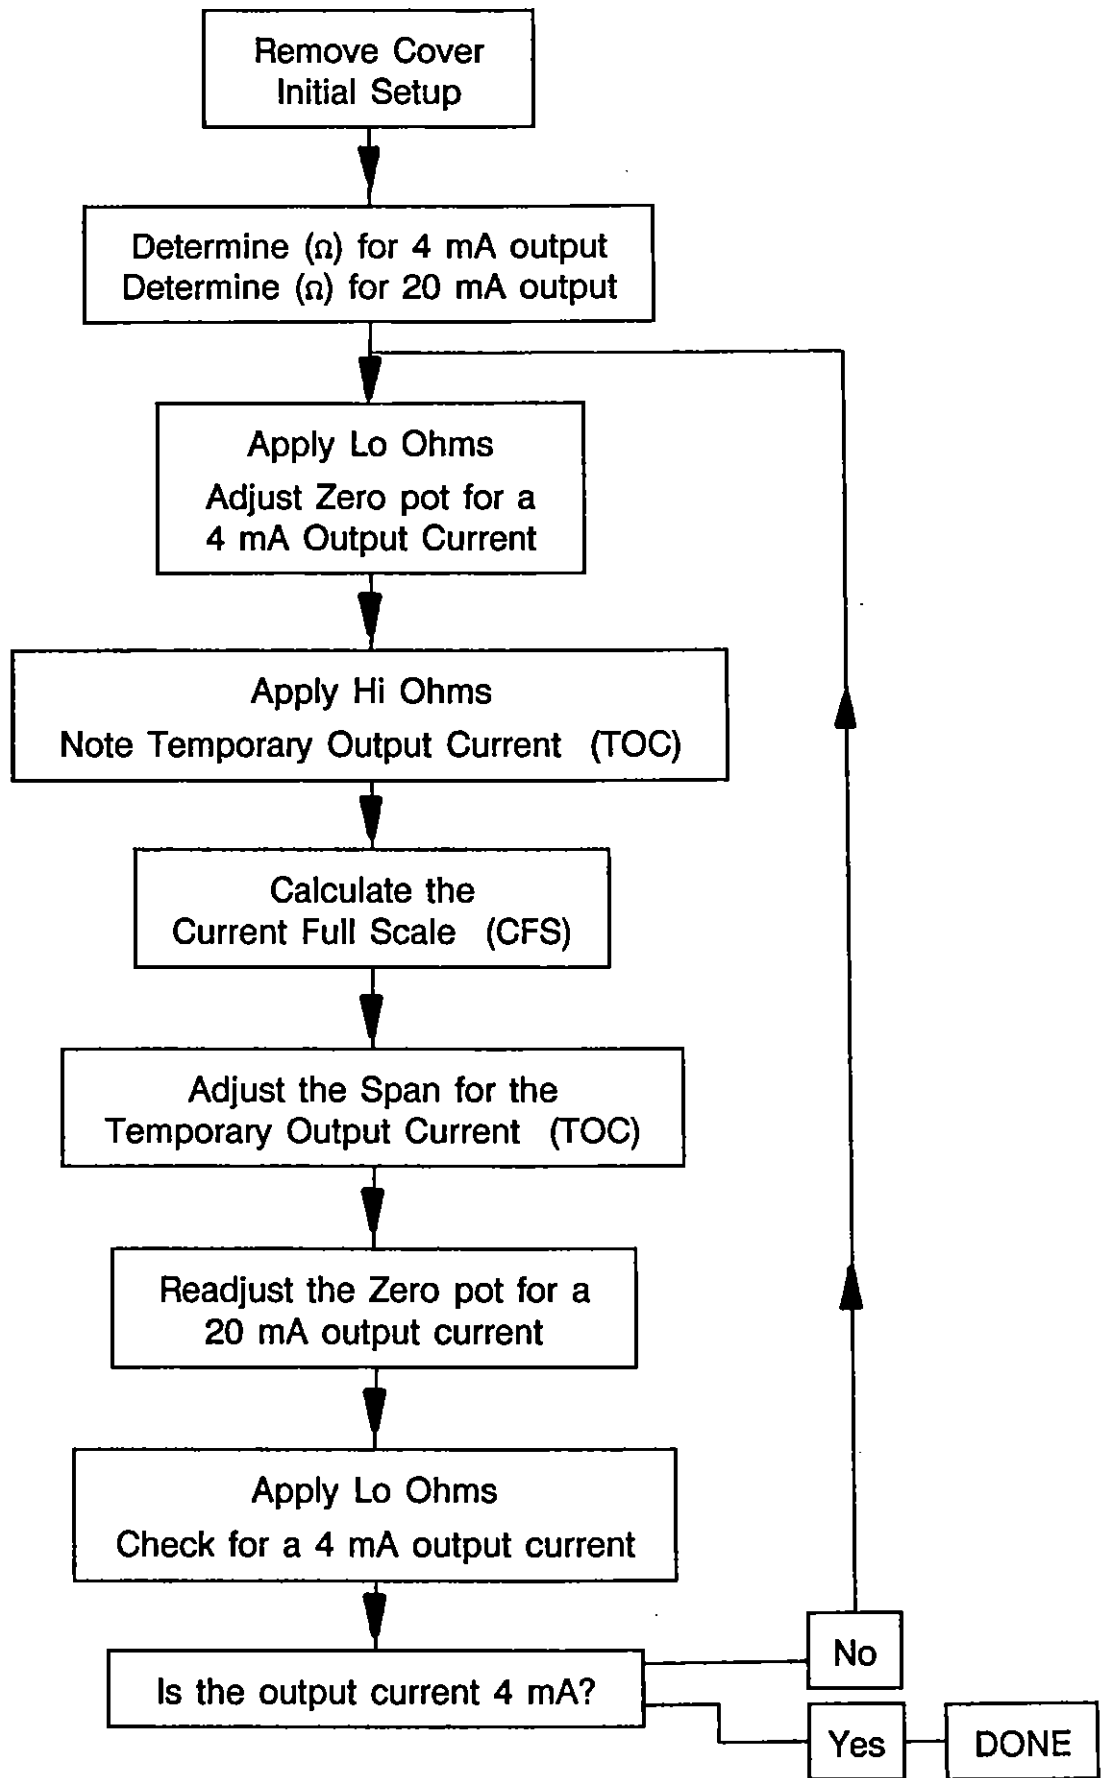 Remove Cover
Initial Setup
Determine (Ω) for 4 mA output
Determine (Ω) for 20 mA output
Apply Lo Ohms
Adjust Zero pot for a
4 mA Output Current
Apply Hi Ohms
Note Temporary Output Current (TOC)
Calculate the
Current Full Scale (CFS)
Adjust the Span for the
Temporary Output Current (TOC)
Readjust the Zero pot for a
20 mA output current
Apply Lo Ohms
Check for a 4 mA output current
Is the output current 4 mA?
No
Yes
DONE